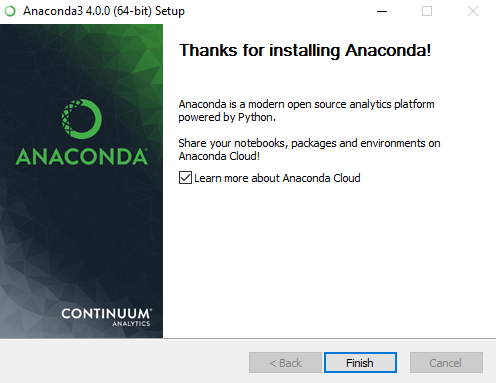 Anaconda3 4.0.0 (64-bit) Setup
Thanks for installing Anaconda!
Anaconda is a modern open source analytics platform
powered by Python.
Share your notebooks, packages and environments on
Anaconda Cloud!
Learn more about Anaconda Cloud
ANACONDA®
CONTINUUM®
ANALYTICS
< Back
Finish
Cancel